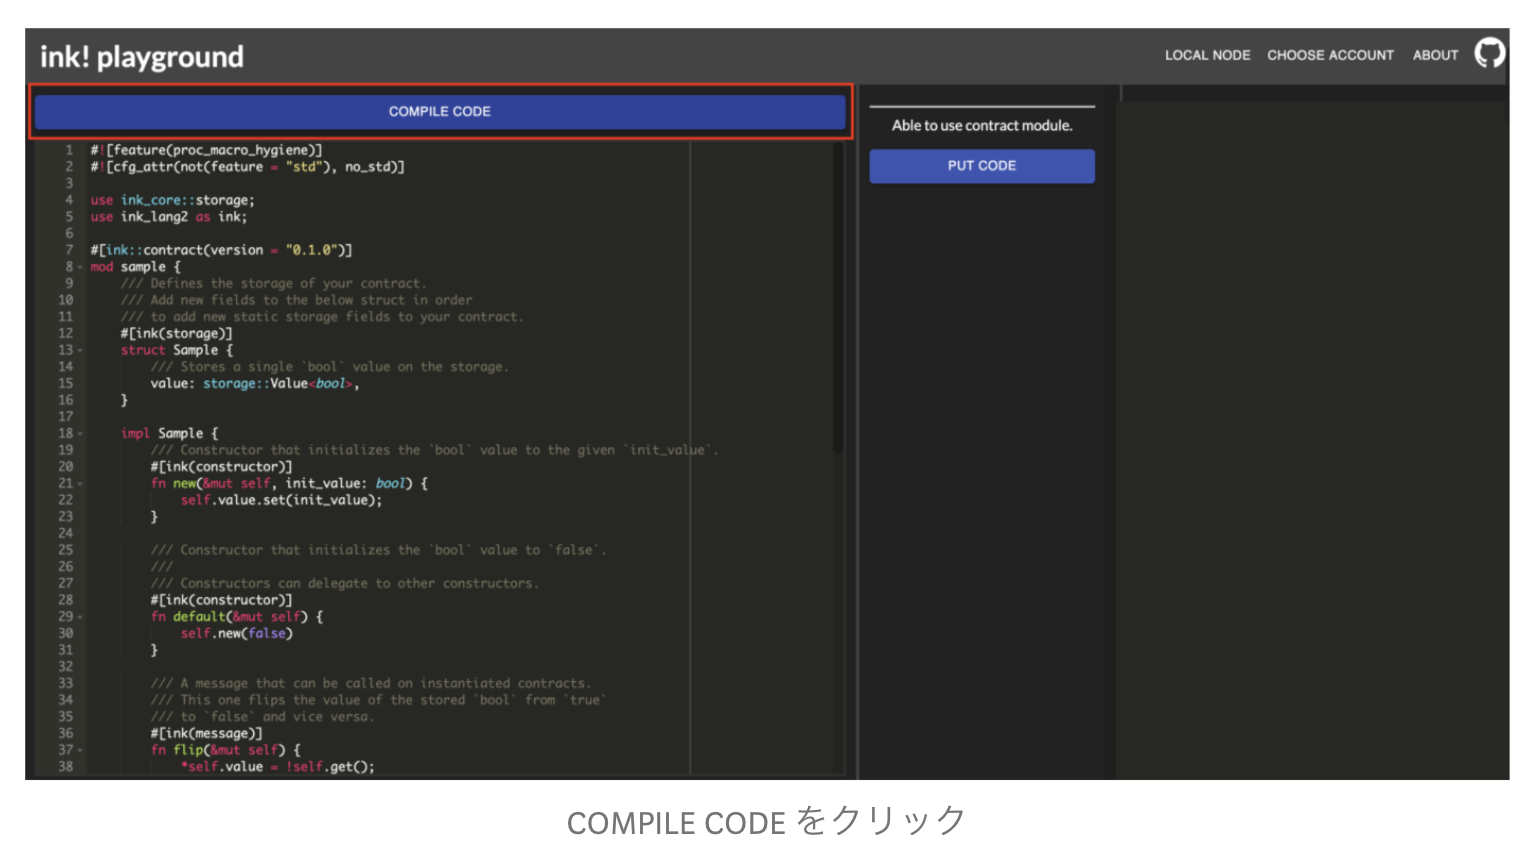 ink! playground
LOCAL NODE CHOOSE ACCOUNT ABOUT
COMPILE CODE
1 #![feature(proc_macro_hygiene)]
2 #![cfg_attr(not(feature = "std"), no_std)]
3
4 use ink_core::storage;
5 use ink_lang2 as ink;
6
7 #[ink::contract(version = "0.1.0")]
8 mod sample {
9 /// Defines the storage of your contract.
10 /// Add new fields to the below struct in order
11 /// to add new static storage fields to your contract.
12 #[ink(storage)]
13 struct Sample {
14 /// Stores a single `bool` value on the storage.
15 value: storage::Value<bool>,
16 }
17
18 impl Sample {
19 /// Constructor that initializes the `bool` value to the given `init_value`.
20 #[ink(constructor)]
21 fn new(&mut self, init_value: bool) {
22 self.value.set(init_value);
23 }
24
25 /// Constructor that initializes the `bool` value to `false`.
26 ///
27 /// Constructors can delegate to other constructors.
28 #[ink(constructor)]
29 fn default(&mut self) {
30 self.new(false)
31 }
32
33 /// A message that can be called on instantiated contracts.
34 /// This one flips the value of the stored `bool` from `true`
35 /// to `false` and vice versa.
36 #[ink(message)]
37 fn flip(&mut self) {
38 *self.value = !self.get();
Able to use contract module.
PUT CODE
COMPILE CODE をクリック